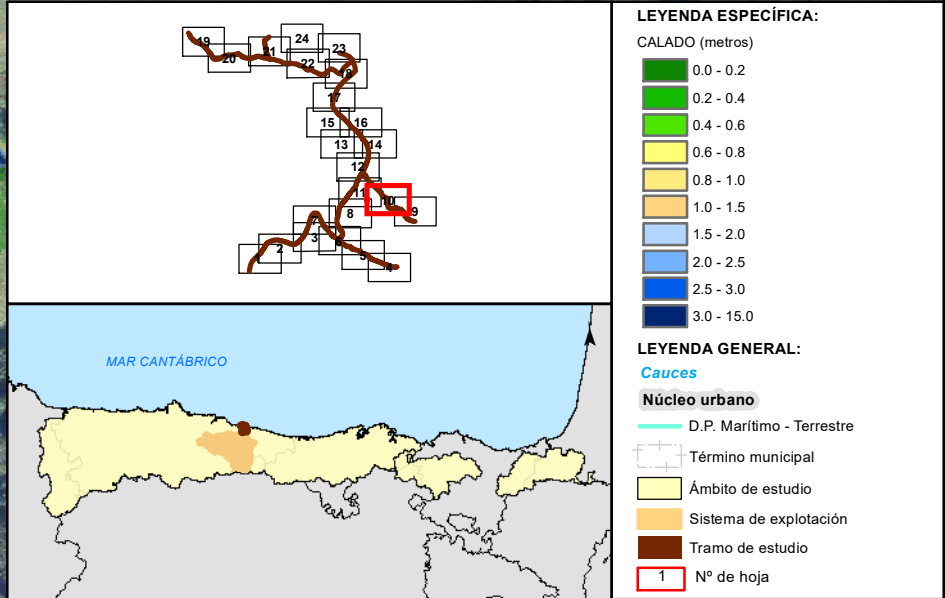 24
19
21
23
20
22
18
17
15
16
13
14
12
11
10
9
8
7
3
6
2
5
1
4
MAR CANTÁBRICO
LEYENDA ESPECÍFICA:
CALADO (metros)
0.0 - 0.2
0.2 - 0.4
0.4 - 0.6
0.6 - 0.8
0.8 - 1.0
1.0 - 1.5
1.5 - 2.0
2.0 - 2.5
2.5 - 3.0
3.0 - 15.0
LEYENDA GENERAL:
Cauces
Núcleo urbano
D.P. Marítimo - Terrestre
Término municipal
Ámbito de estudio
Sistema de explotación
Tramo de estudio
1 Nº de hoja